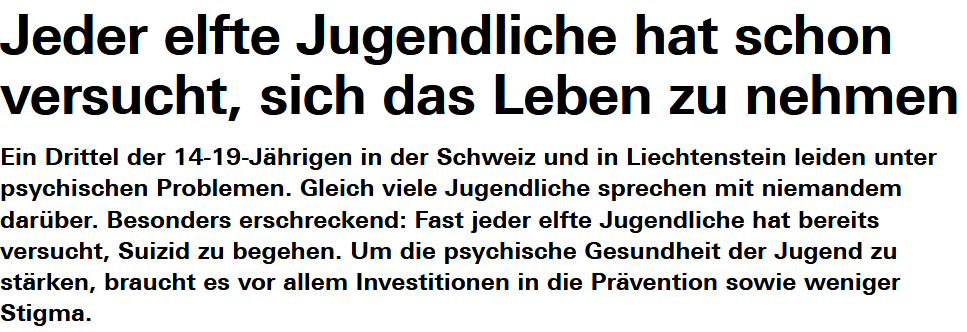 Jeder elfte Jugendliche hat schon
versucht, sich das Leben zu nehmen
Ein Drittel der 14-19-Jährigen in der Schweiz und in Liechtenstein leiden unter
psychischen Problemen. Gleich viele Jugendliche sprechen mit niemandem
darüber. Besonders erschreckend: Fast jeder elfte Jugendliche hat bereits
versucht, Suizid zu begehen. Um die psychische Gesundheit der Jugend zu
stärken, braucht es vor allem Investitionen in die Prävention sowie weniger
Stigma.